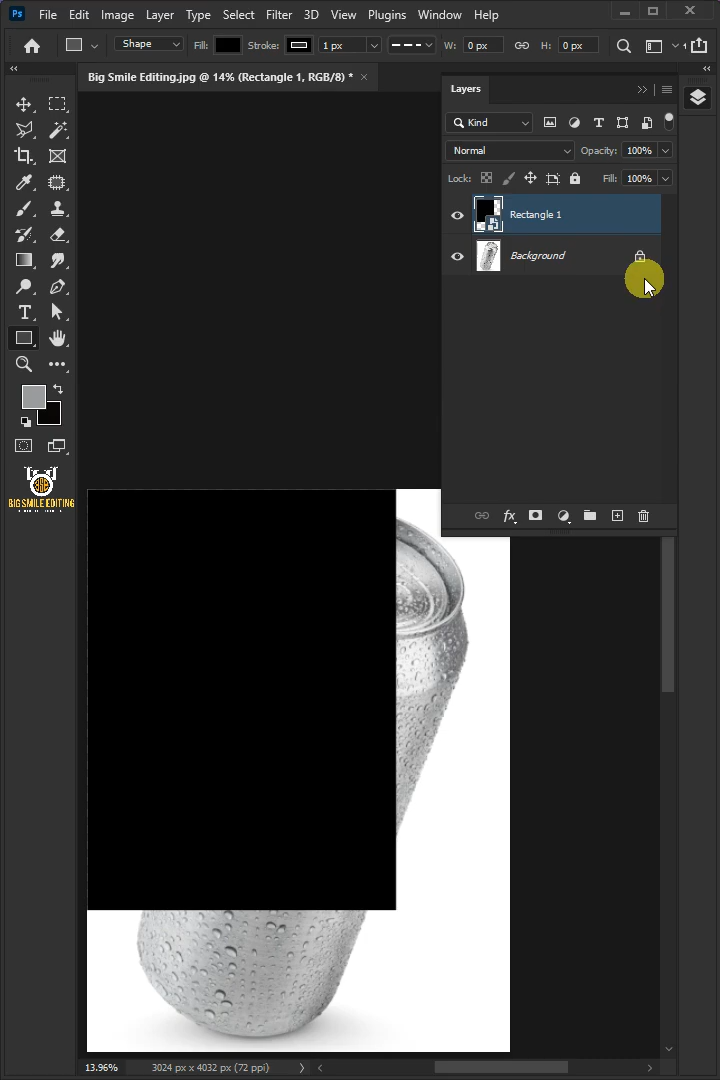 Ps File Edit Image Layer Type Select Filter 3D View Plugins Window Help
Shape Fill: Stroke: 1 px W: 0 px H: 0 px
Big Smile Editing.jpg @ 14% (Rectangle 1, RGB/8) * ×
Layers
Kind
Normal Opacity: 100%
Lock: Fill: 100%
Rectangle 1
Background
fx
BSE
BIG SMILE EDITING
13.96% 3024 px x 4032 px (72 ppi)